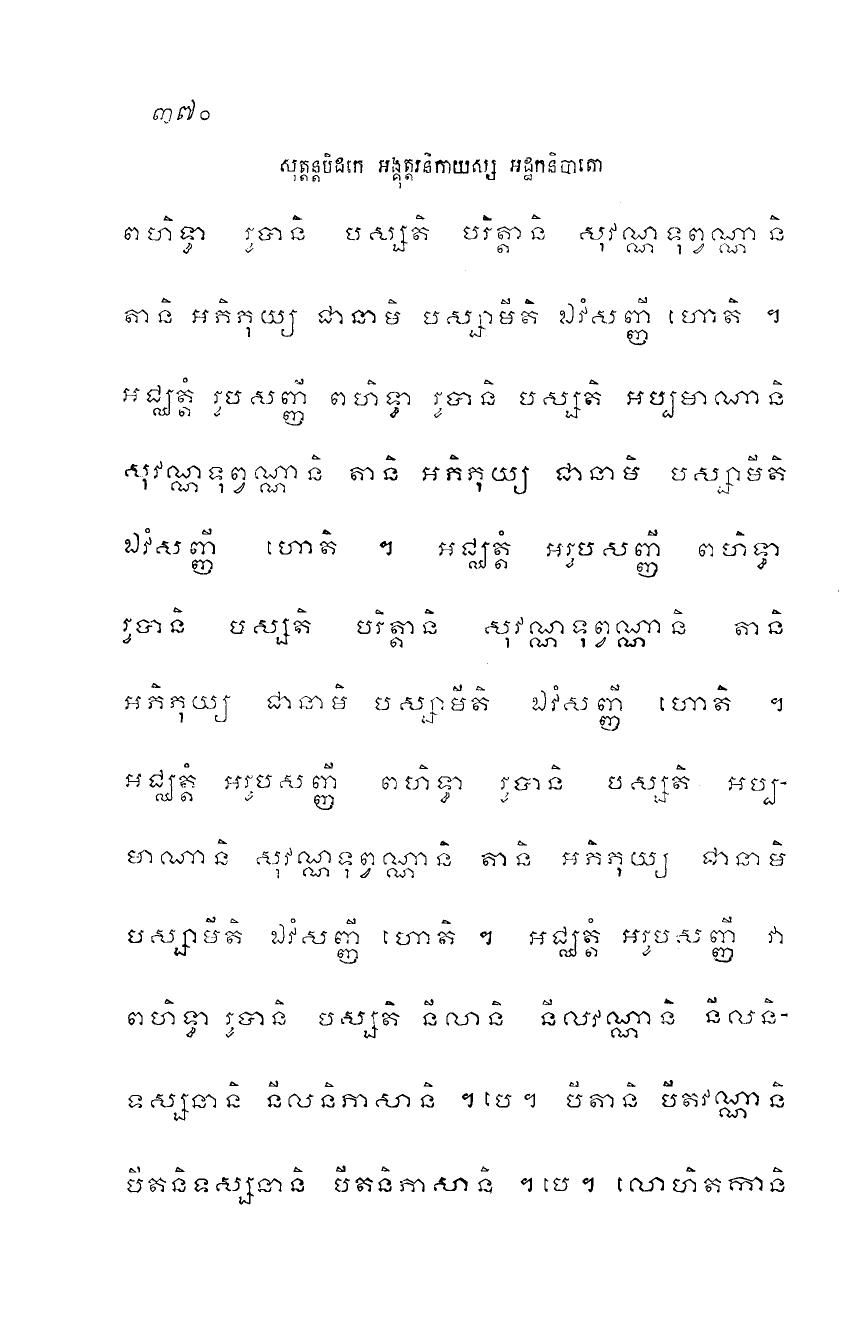 ៣៧០
សុត្តន្តបិដកេ អង្គុត្តរនិកាយស្ស អដ្ឋកនិបាតោ
ពហិទ្ធា រូបានិ បស្សតិ បរិត្តានិ សុវណ្ណទុព្វណ្ណានិ
តានិ អភិភុយ្យ ជានាមិ បស្សាមីតិ ឯវំសញ្ញី ហោតិ ។
អជ្ឈត្តំ រូបសញ្ញី ពហិទ្ធា រូបានិ បស្សតិ អប្បមាណានិ
សុវណ្ណទុព្វណ្ណានិ តានិ អភិភុយ្យ ជានាមិ បស្សាមីតិ
ឯវំសញ្ញី ហោតិ ។ អជ្ឈត្តំ អរូបសញ្ញី ពហិទ្ធា
រូបានិ បស្សតិ បរិត្តានិ សុវណ្ណទុព្វណ្ណានិ តានិ
អភិភុយ្យ ជានាមិ បស្សាមីតិ ឯវំសញ្ញី ហោតិ ។
អជ្ឈត្តំ អរូបសញ្ញី ពហិទ្ធា រូបានិ បស្សតិ អប្ប-
មាណានិ សុវណ្ណទុព្វណ្ណានិ តានិ អភិភុយ្យ ជានាមិ
បស្សាមីតិ ឯវំសញ្ញី ហោតិ ។ អជ្ឈត្តំ អរូបសញ្ញី វា
ពហិទ្ធា រូបានិ បស្សតិ នីលានិ នីលវណ្ណានិ នីលនិ-
ទស្សនានិ នីលនិភាសានិ ។បេ។ បីតានិ បីតវណ្ណានិ
បីតនិទស្សនានិ បីតនិភាសានិ ។បេ។ លោហិតកានិ